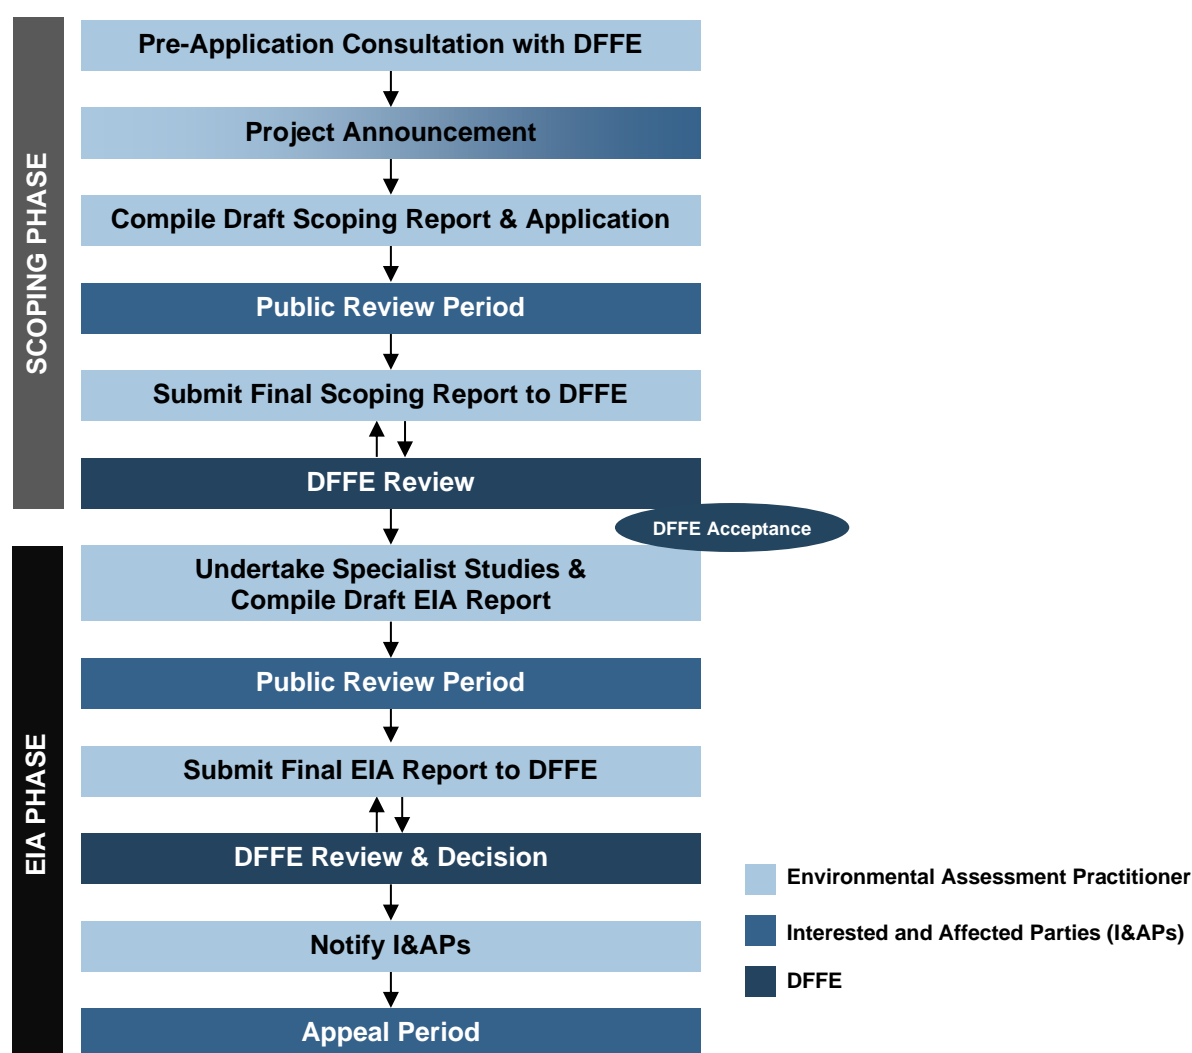 SCOPING PHASE
Pre-Application Consultation with DFFE
Project Announcement
Compile Draft Scoping Report & Application
Public Review Period
Submit Final Scoping Report to DFFE
DFFE Review
DFFE Acceptance
EIA PHASE
Undertake Specialist Studies &
Compile Draft EIA Report
Public Review Period
Submit Final EIA Report to DFFE
DFFE Review & Decision
Notify I&APs
Appeal Period
Environmental Assessment Practitioner
Interested and Affected Parties (I&APs)
DFFE